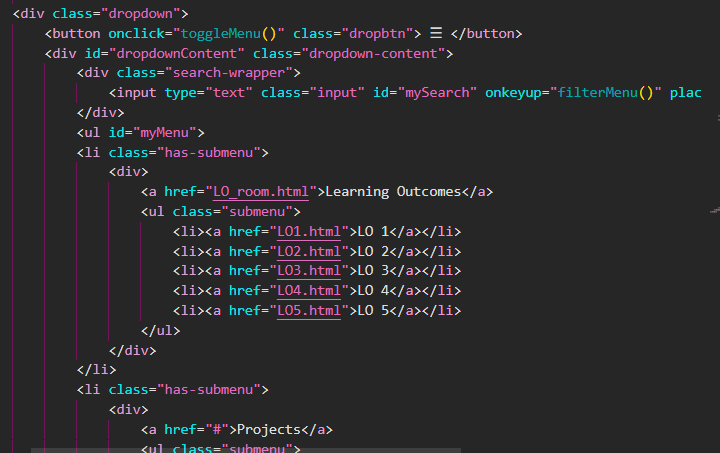 <div class="dropdown">
<button onclick="toggleMenu()" class="dropbtn"> ☰ </button>
<div id="dropdownContent" class="dropdown-content">
<div class="search-wrapper">
<input type="text" class="input" id="mySearch" onkeyup="filterMenu()" plac
</div>
<ul id="myMenu">
<li class="has-submenu">
<div>
<a href="LO_room.html">Learning Outcomes</a>
<ul class="submenu">
<li><a href="LO1.html">LO 1</a></li>
<li><a href="LO2.html">LO 2</a></li>
<li><a href="LO3.html">LO 3</a></li>
<li><a href="LO4.html">LO 4</a></li>
<li><a href="LO5.html">LO 5</a></li>
</ul>
</div>
</li>
<li class="has-submenu">
<div>
<a href="#">Projects</a>
<ul class="submenu">